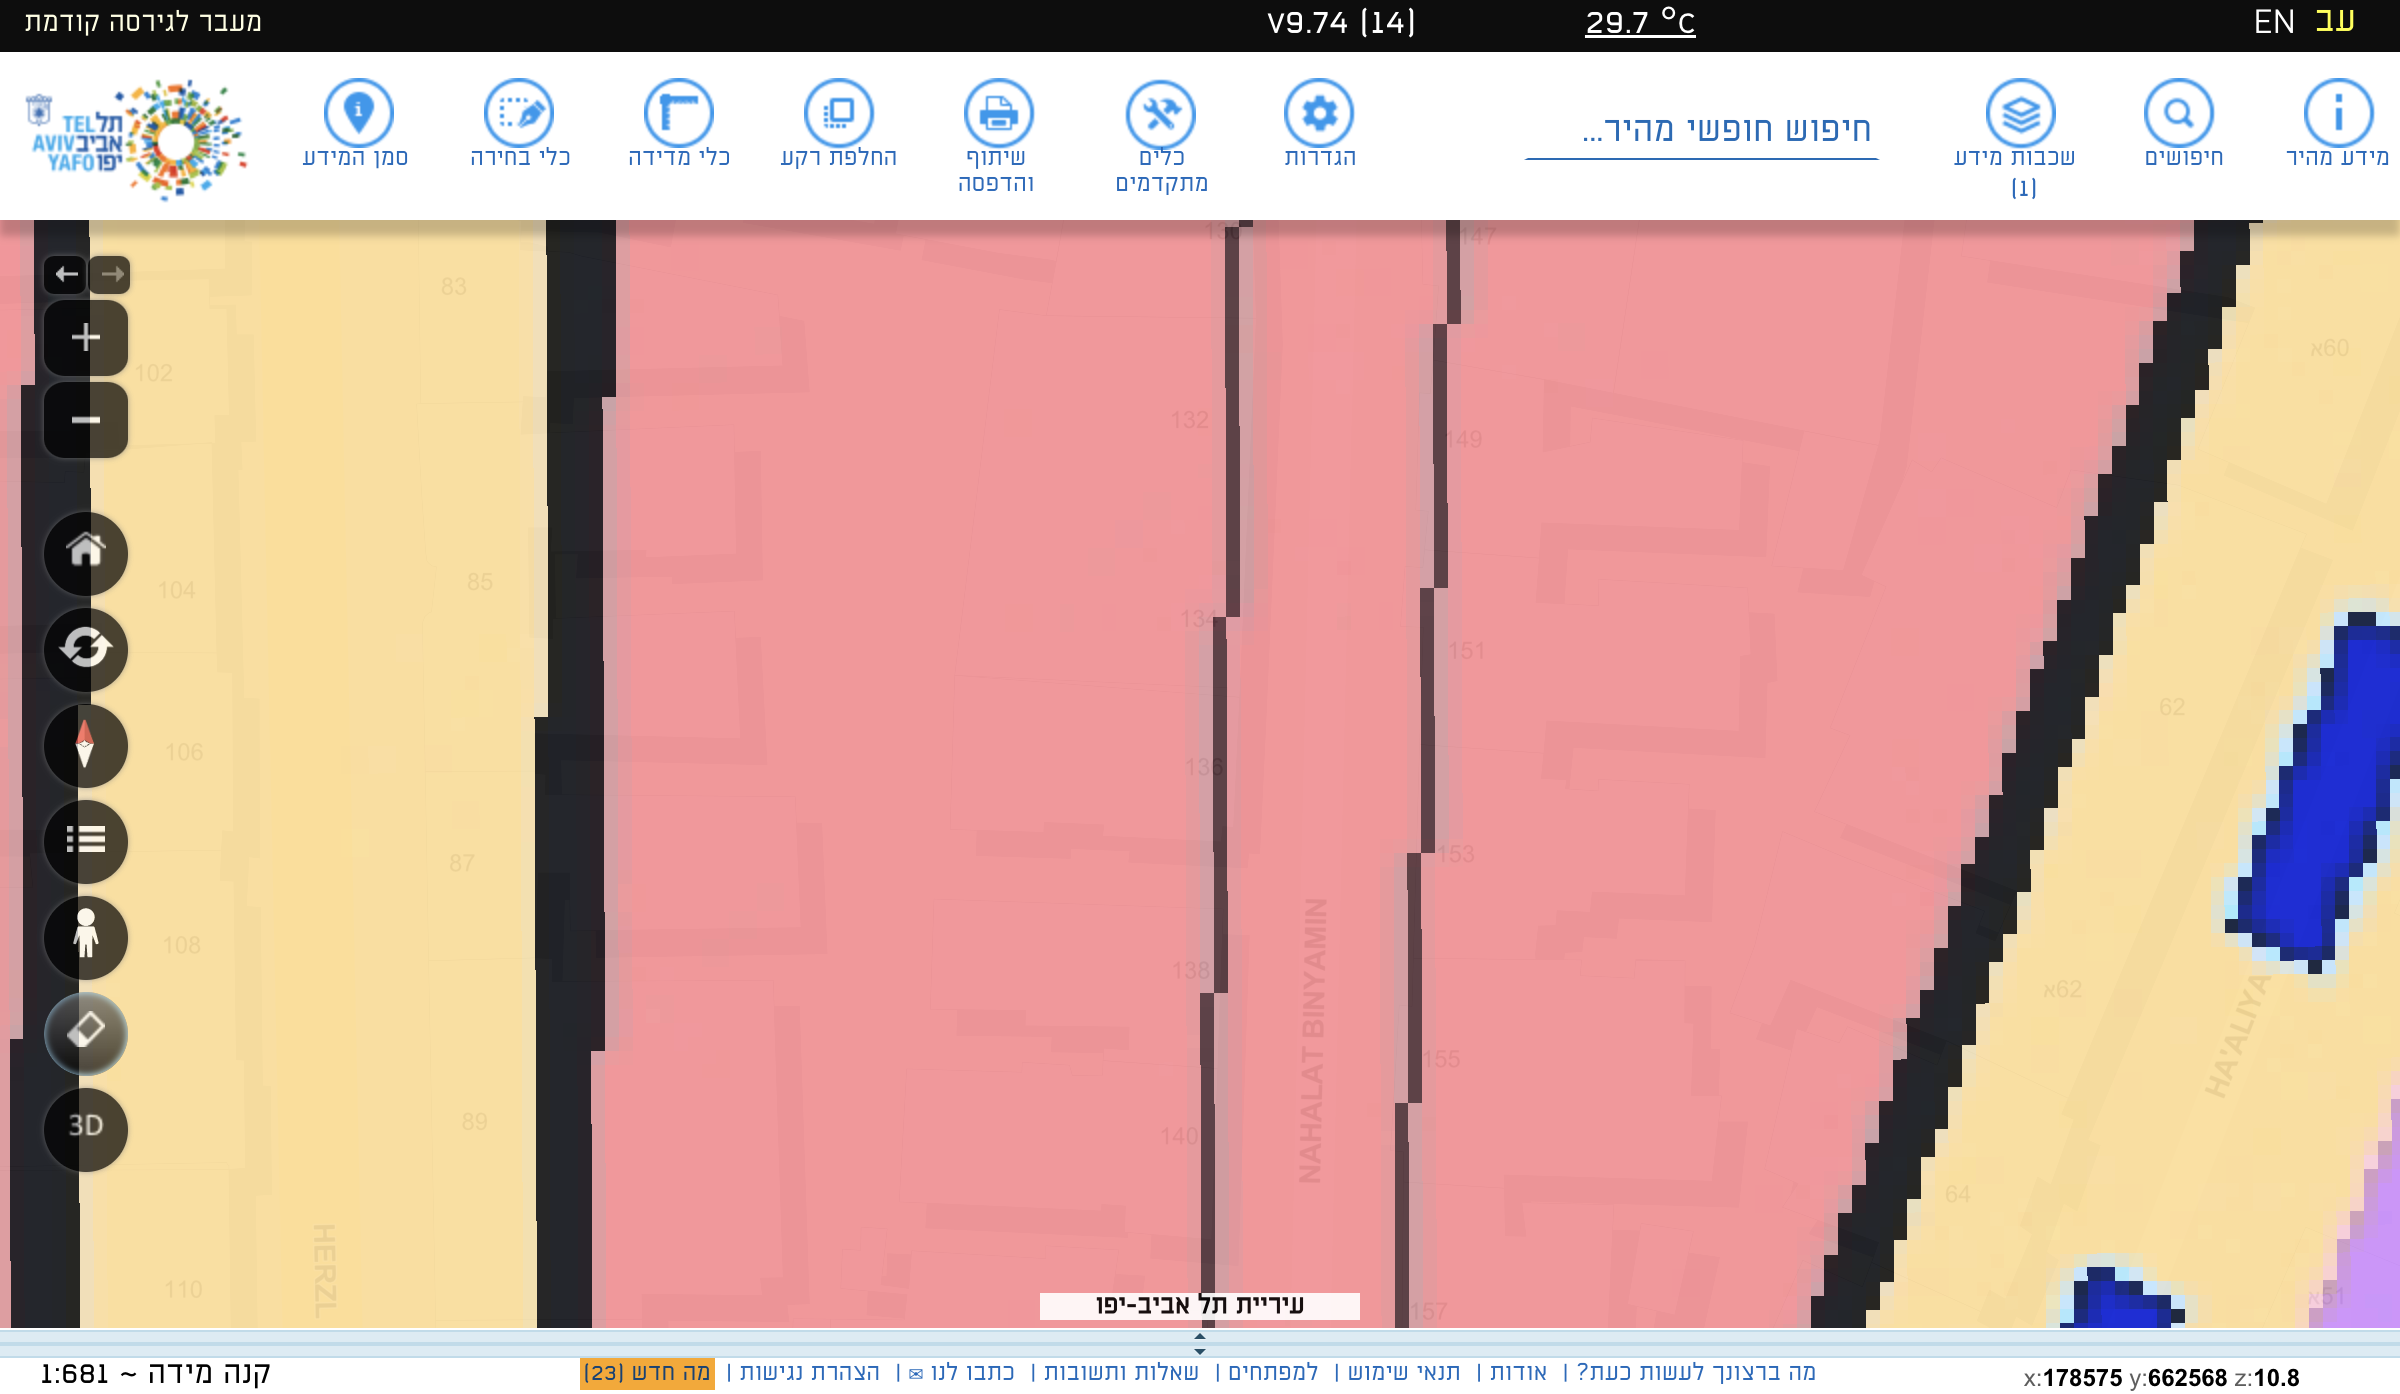 מעבר לגירסה קודמת
V9.74 (14)
29.7 °C
EN עב
תל אביב יפו
TEL AVIV YAFO
סמן המידע
כלי בחירה
כלי מדידה
החלפת רקע
שיתוף והדפסה
כלים מתקדמים
הגדרות
חיפוש חופשי מהיר...
שכבות מידע (1)
חיפושים
מידע מהיר
130
147
83
60א
102
132
149
85
104
134
151
62
106
136
153
87
108
138
62א
155
89
140
64
110
51א
157
NAHALAT BINYAMIN
HA'ALIYA
HERZL
3D
עיריית תל אביב-יפו
קנה מידה ~ 1:681
מה ברצונך לעשות כעת? | אודות | תנאי שימוש | למפתחים | שאלות ותשובות | כתבו לנו ✉ | הצהרת נגישות | מה חדש (23)
x:178575 y:662568 z:10.8